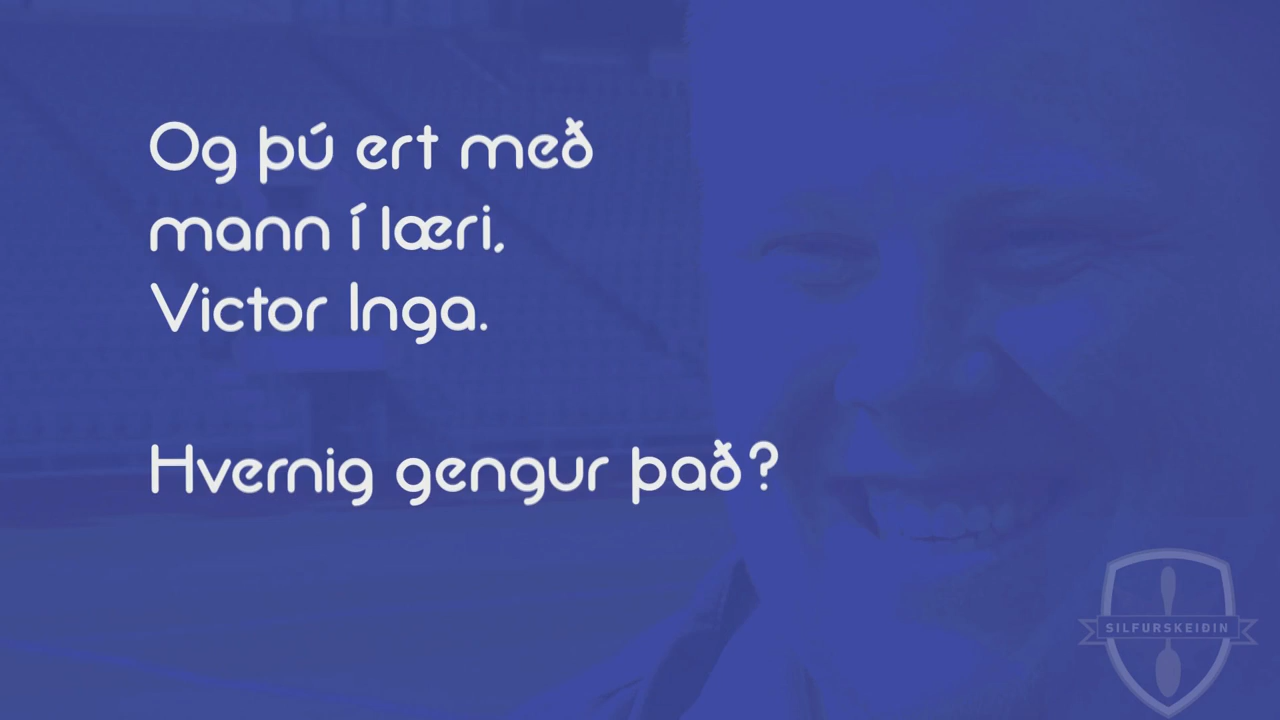 Og þú ert með
mann í læri,
Victor Inga.
Hvernig gengur það?
SILFURSKEIÐIN